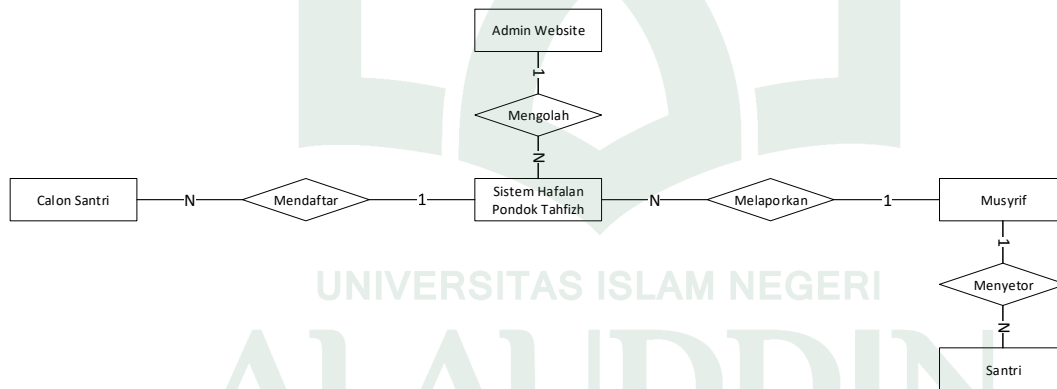 Admin Website
1
Mengolah
N
Calon Santri
N
Mendaftar
1
Sistem Hafalan
Pondok Tahfizh
N
Melaporkan
1
Musyrif
1
Menyetor
N
Santri
UNIVERSITAS ISLAM NEGERI
ALAUDDIN